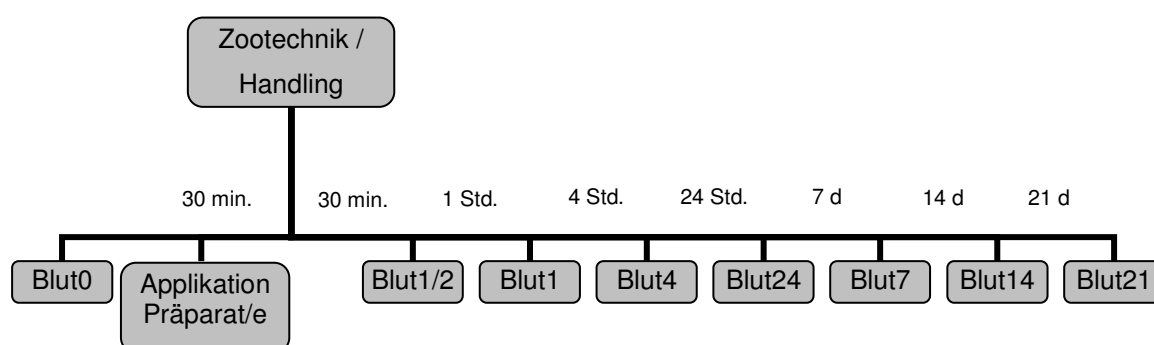 Zootechnik /
Handling
30 min.
30 min.
1 Std.
4 Std.
24 Std.
7 d
14 d
21 d
Blut0
Applikation
Präparat/e
Blut1/2
Blut1
Blut4
Blut24
Blut7
Blut14
Blut21